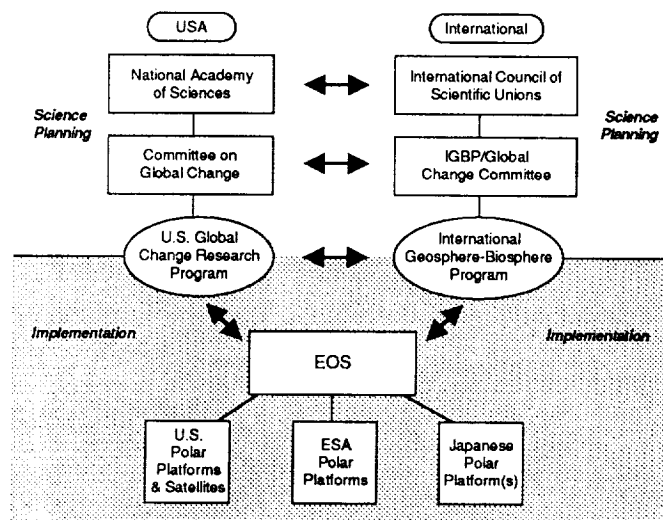 USA
International
National Academy
of Sciences
International Council of
Scientific Unions
Science
Planning
Science
Planning
Committee on
Global Change
IGBP/Global
Change Committee
U.S. Global
Change Research
Program
International
Geosphere-Biosphere
Program
Implementation
Implementation
EOS
U.S.
Polar
Platforms
& Satellites
ESA
Polar
Platforms
Japanese
Polar
Platform(s)